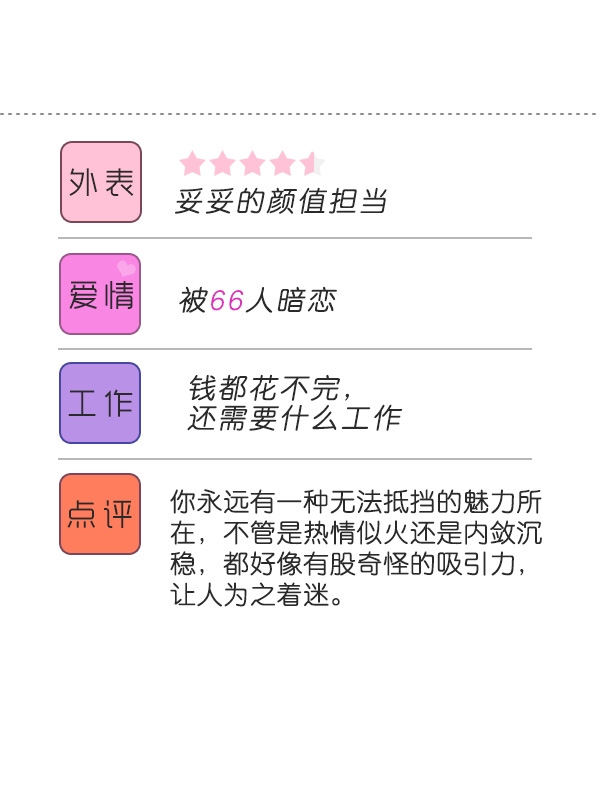 外表
妥妥的颜值担当
爱情
被66人暗恋
工作
钱都花不完，
还需要什么工作
点评
你永远有一种无法抵挡的魅力所
在，不管是热情似火还是内敛沉
稳，都好像有股奇怪的吸引力，
让人为之着迷。